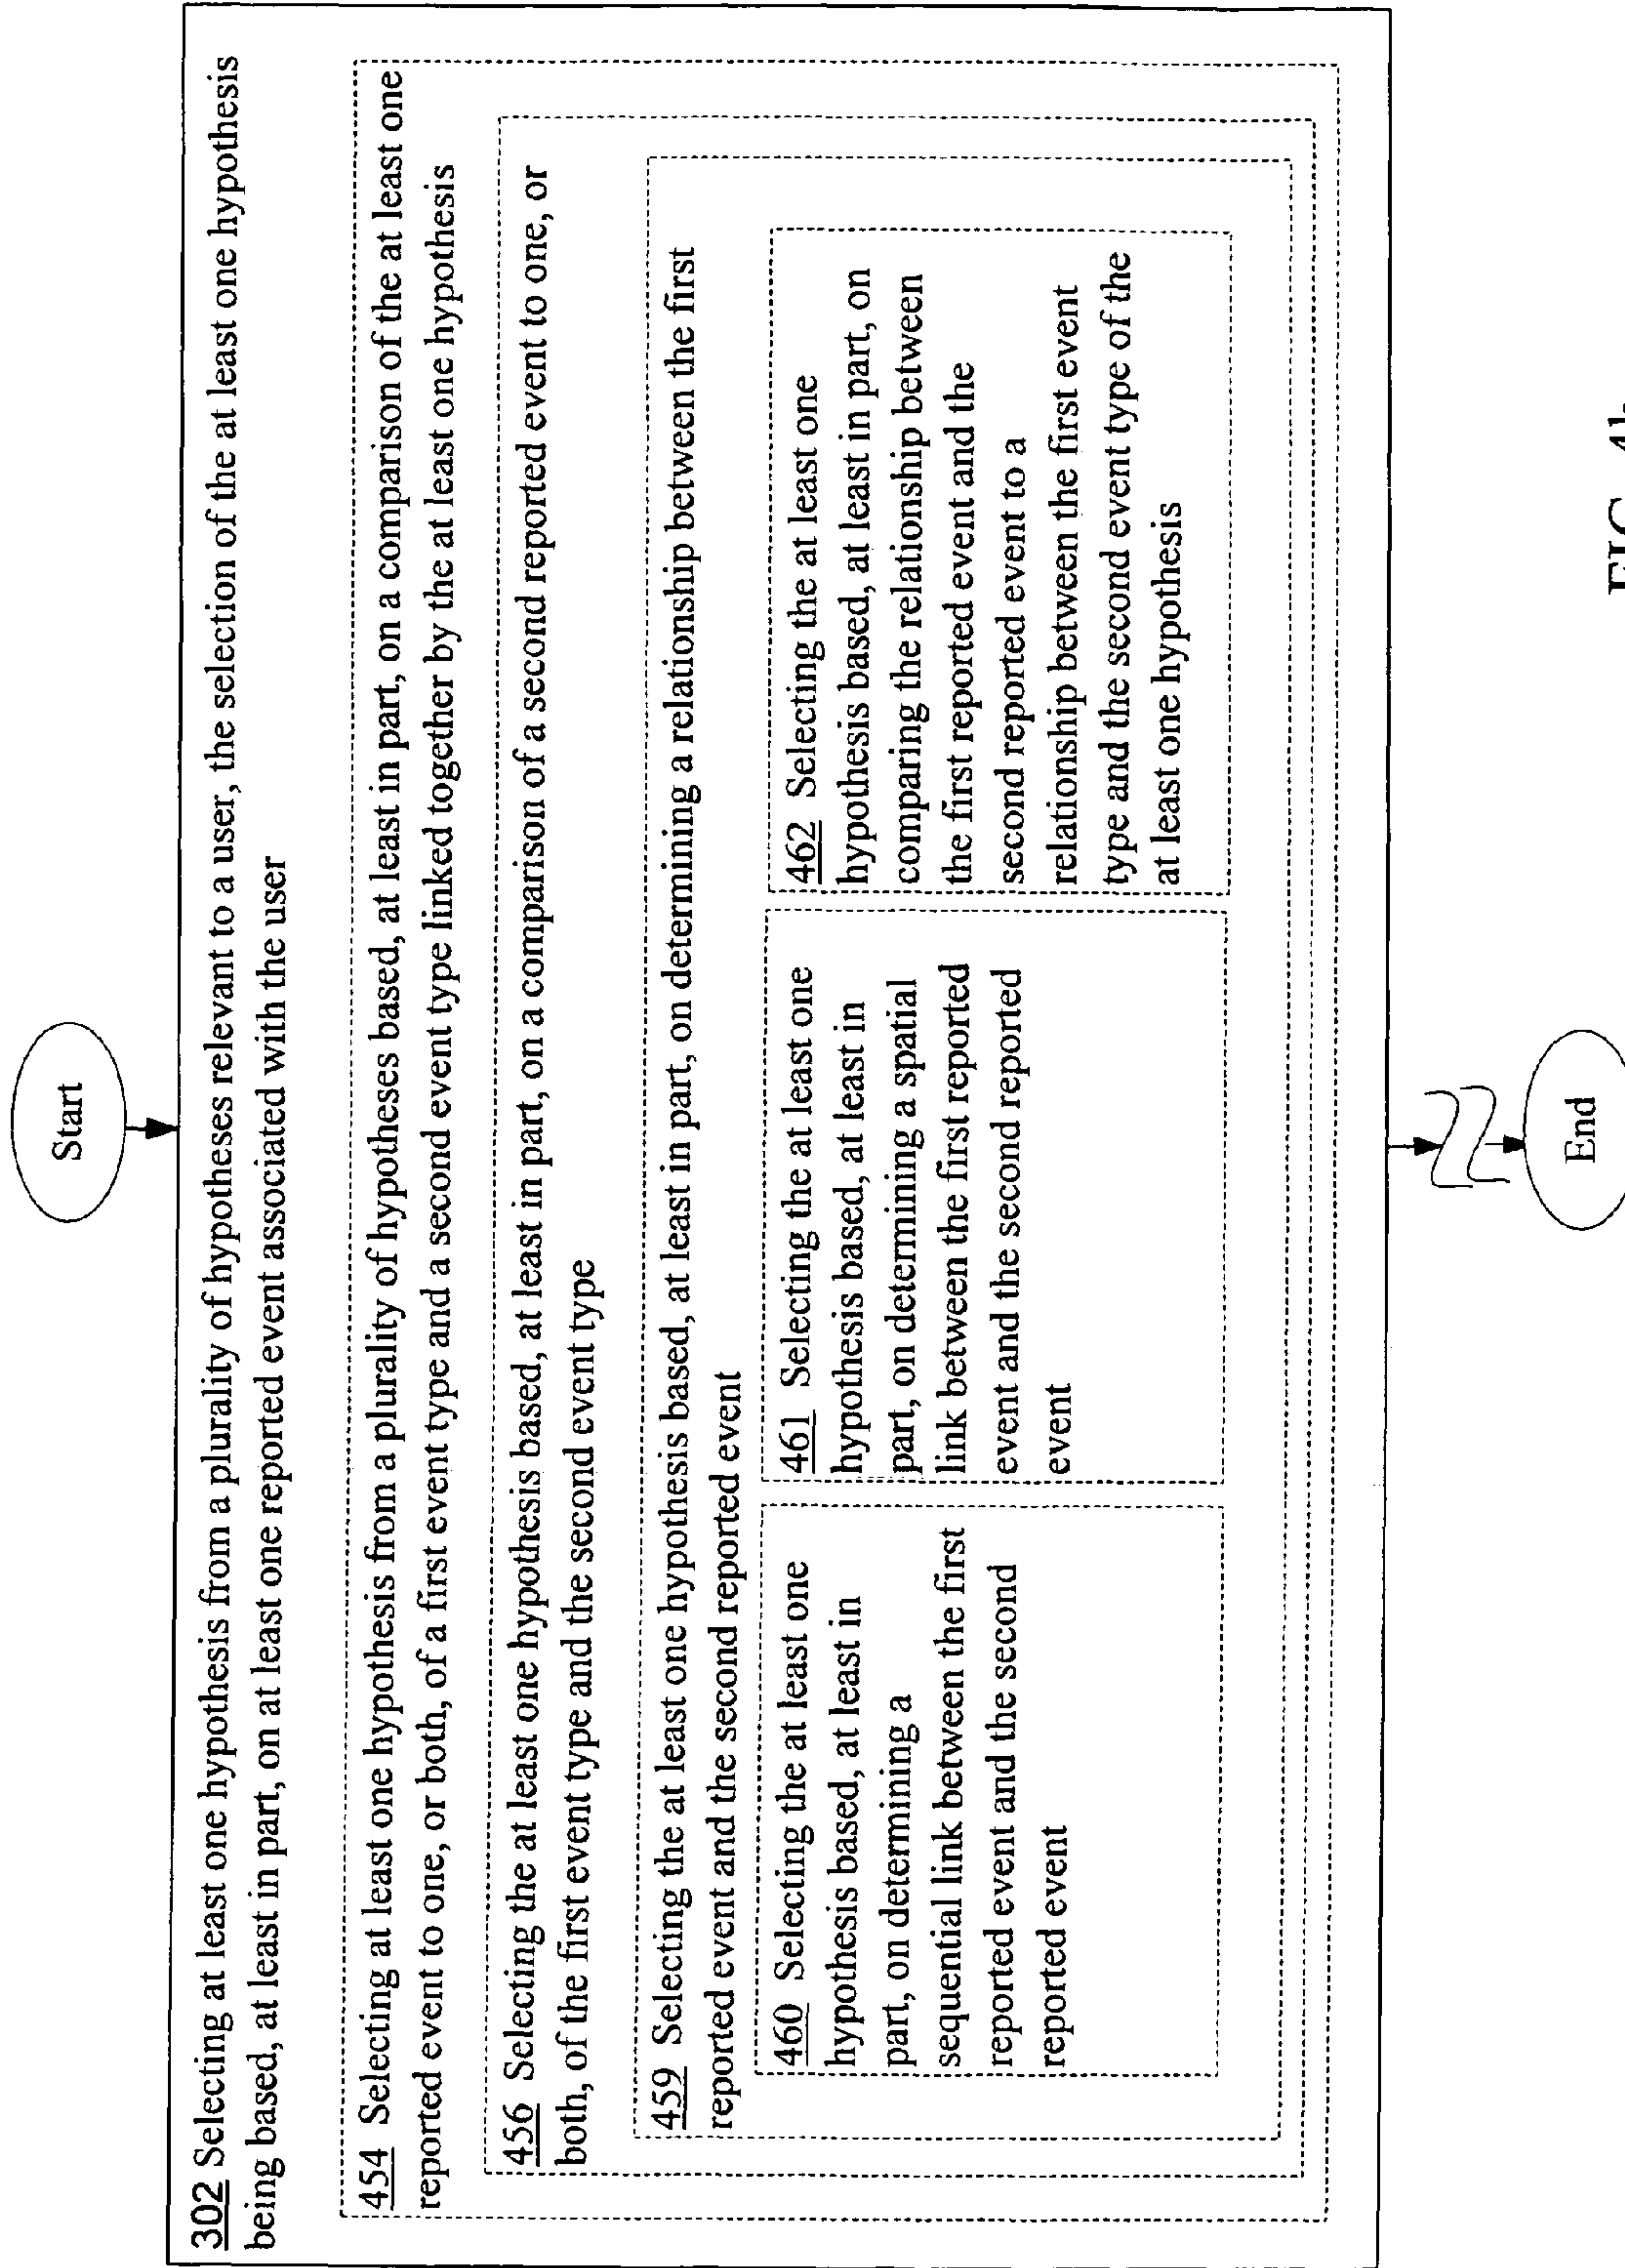 Start
302 Selecting at least one hypothesis from a plurality of hypotheses relevant to a user, the selection of the at least one hypothesis
being based, at least in part, on at least one reported event associated with the user
454 Selecting at least one hypothesis from a plurality of hypotheses based, at least in part, on a comparison of the at least one
reported event to one, or both, of a first event type and a second event type linked together by the at least one hypothesis
456 Selecting the at least one hypothesis based, at least in part, on a comparison of a second reported event to one, or
both, of the first event type and the second event type
459 Selecting the at least one hypothesis based, at least in part, on determining a relationship between the first
reported event and the second reported event
460 Selecting the at least one
hypothesis based, at least in
part, on determining a
sequential link between the first
reported event and the second
reported event
461 Selecting the at least one
hypothesis based, at least in
part, on determining a spatial
link between the first reported
event and the second reported
event
462 Selecting the at least one
hypothesis based, at least in part, on
comparing the relationship between
the first reported event and the
second reported event to a
relationship between the first event
type and the second event type of the
at least one hypothesis
End